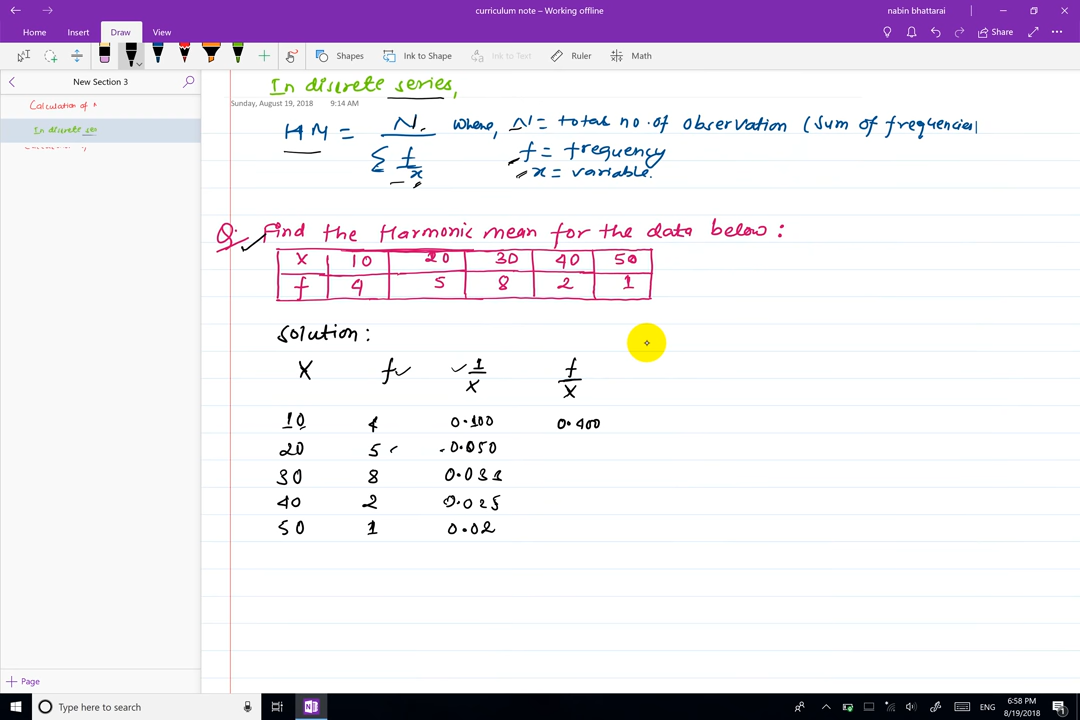 curriculum note – Working offline
nabin bhattarai
Home Insert Draw View
Share
Shapes Ink to Shape Ink to Text Ruler Math
New Section 3
In discrete series,
Calculation of
Sunday, August 19, 2018 9:14 AM
In discrete
HM = N / Σ f/x where, N = total no. of observation (sum of frequencies)
f = frequency
x = variable.
Q. Find the Harmonic mean for the data below:
X 10 20 30 40 50
f 4 5 8 2 1
Solution:
X f 1/X f/X
10 4 0.100 0.400
20 5 0.050
30 8 0.033
40 2 0.025
50 1 0.02
+ Page
Type here to search
6:58 PM
ENG
8/19/2018
1